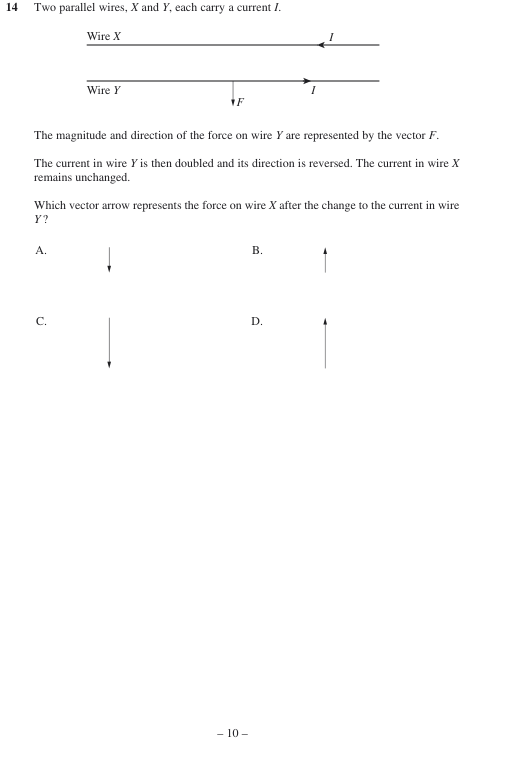 14 Two parallel wires, X and Y, each carry a current I.
Wire X
I
Wire Y
I
F
The magnitude and direction of the force on wire Y are represented by the vector F.
The current in wire Y is then doubled and its direction is reversed. The current in wire X
remains unchanged.
Which vector arrow represents the force on wire X after the change to the current in wire
Y?
A.
B.
C.
D.
– 10 –